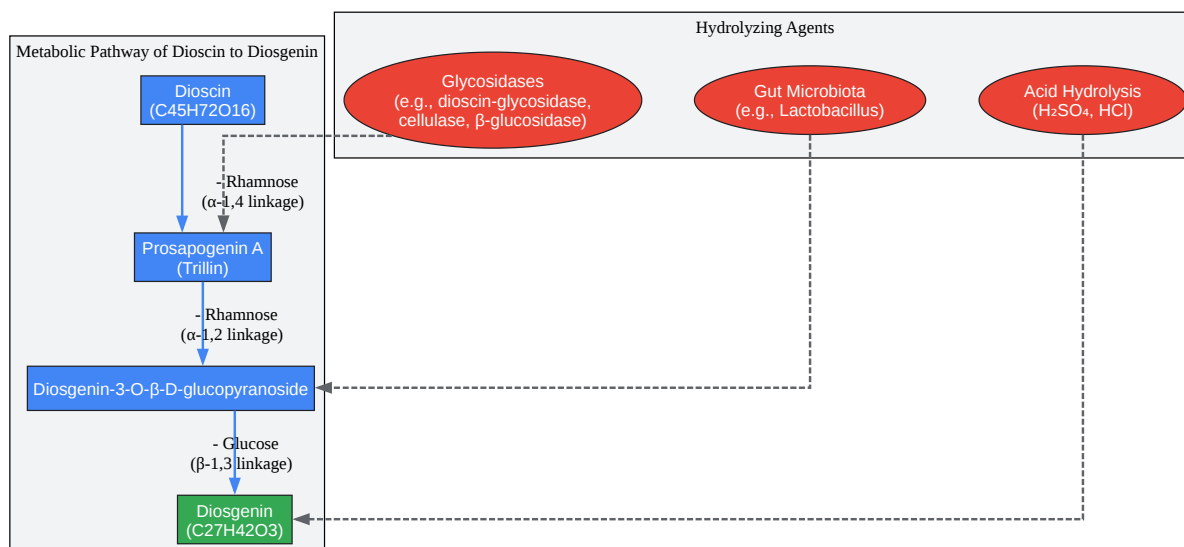 Hydrolyzing Agents
Metabolic Pathway of Dioscin to Diosgenin
Dioscin
(C45H72O16)
Glycosidases
(e.g., dioscin-glycosidase,
cellulase, β-glucosidase)
Gut Microbiota
(e.g., Lactobacillus)
Acid Hydrolysis
(H₂SO₄, HCl)
- Rhamnose
(α-1,4 linkage)
Prosapogenin A
(Trillin)
- Rhamnose
(α-1,2 linkage)
Diosgenin-3-O-β-D-glucopyranoside
- Glucose
(β-1,3 linkage)
Diosgenin
(C27H42O3)